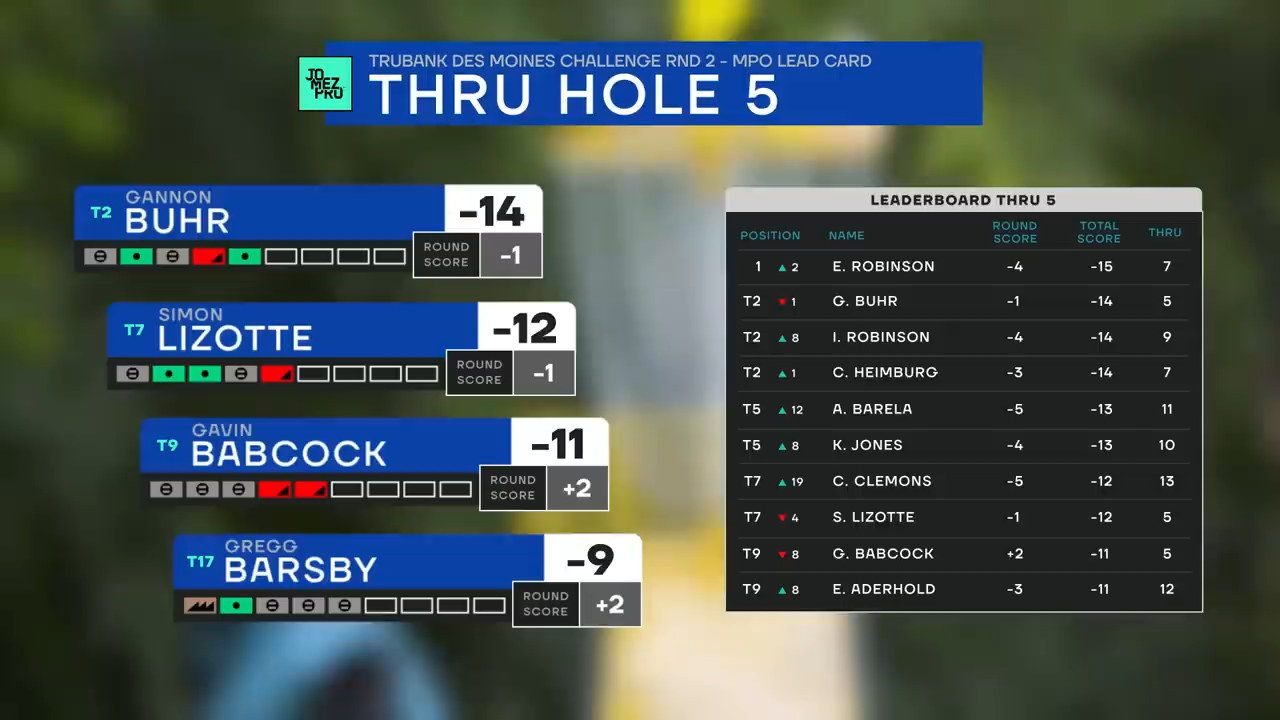 JO
MEZ
PRO
TRUBANK DES MOINES CHALLENGE RND 2 - MPO LEAD CARD
THRU HOLE 5
T2 GANNON BUHR -14
ROUND SCORE -1
T7 SIMON LIZOTTE -12
ROUND SCORE -1
T9 GAVIN BABCOCK -11
ROUND SCORE +2
T17 GREGG BARSBY -9
ROUND SCORE +2
LEADERBOARD THRU 5
POSITION NAME ROUND SCORE TOTAL SCORE THRU
1 ▲ 2 E. ROBINSON -4 -15 7
T2 ▼ 1 G. BUHR -1 -14 5
T2 ▲ 8 I. ROBINSON -4 -14 9
T2 ▲ 1 C. HEIMBURG -3 -14 7
T5 ▲ 12 A. BARELA -5 -13 11
T5 ▲ 8 K. JONES -4 -13 10
T7 ▲ 19 C. CLEMONS -5 -12 13
T7 ▼ 4 S. LIZOTTE -1 -12 5
T9 ▼ 8 G. BABCOCK +2 -11 5
T9 ▲ 8 E. ADERHOLD -3 -11 12